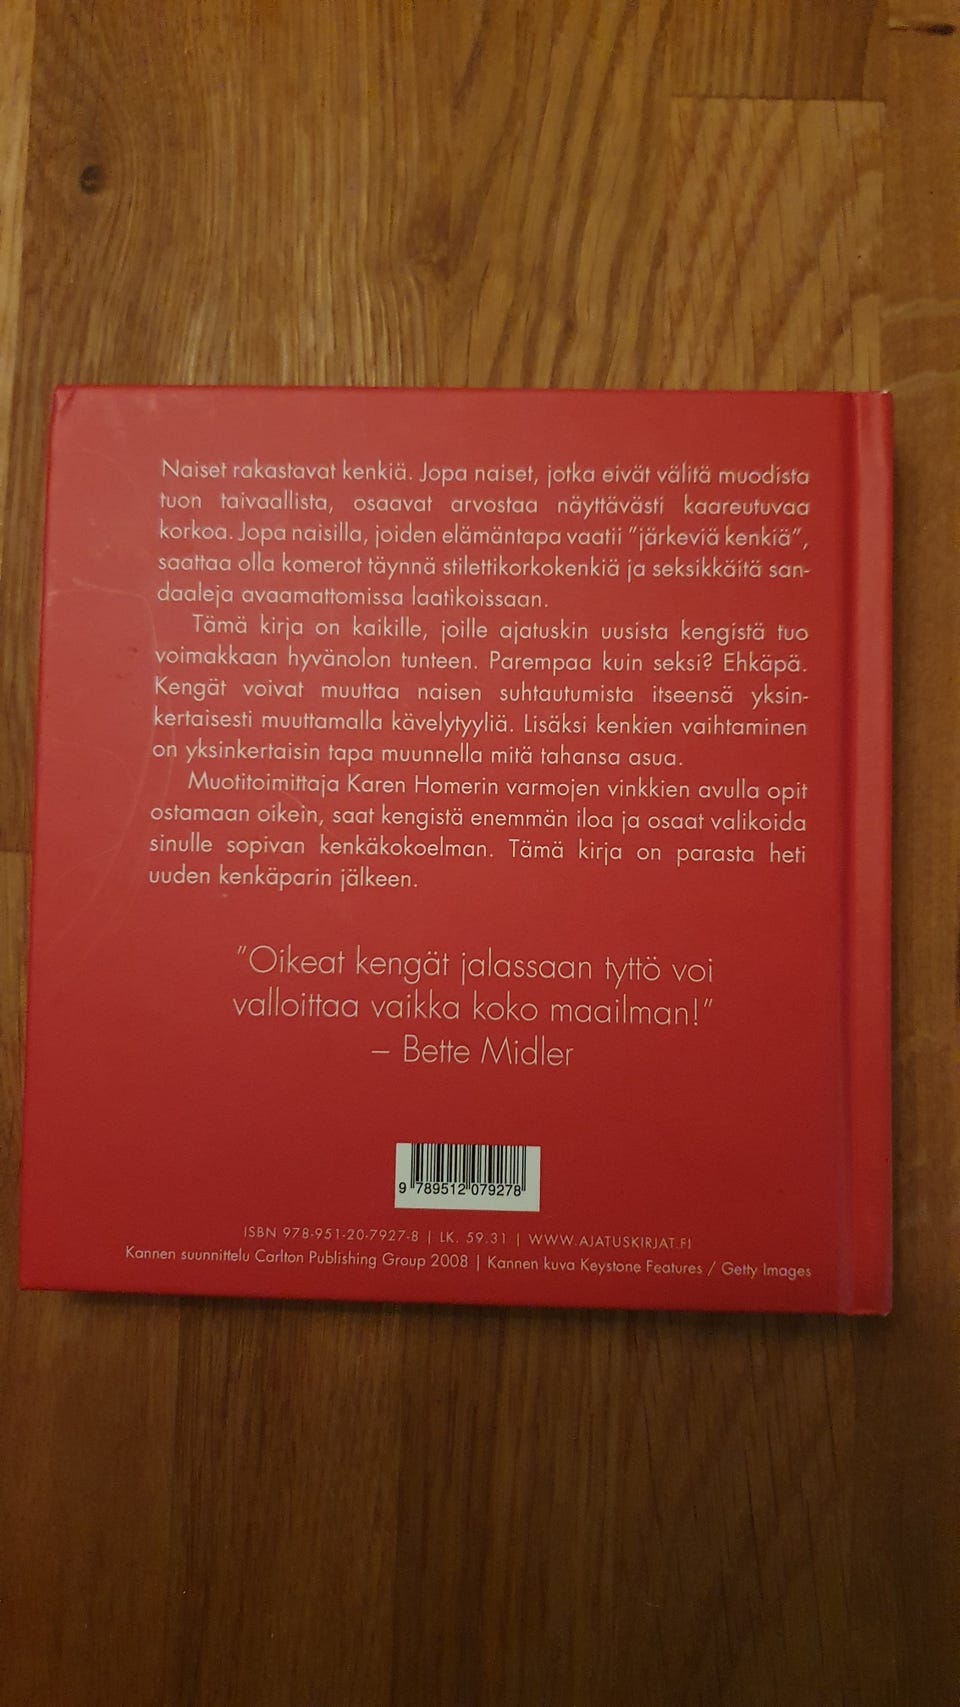 Naiset rakastavat kenkiä. Jopa naiset, jotka eivät välitä muodista
tuon taivaallista, osaavat arvostaa näyttävästi kaareutuvaa
korkoa. Jopa naisilla, joiden elämäntapa vaatii ”järkeviä kenkiä”,
saattaa olla komerot täynnä stilettikorkokenkiä ja seksikkäitä san-
daaleja avaamattomissa laatikoissaan.
Tämä kirja on kaikille, joille ajatuskin uusista kengistä tuo
voimakkaan hyvänolon tunteen. Parempaa kuin seksi? Ehkäpä.
Kengät voivat muuttaa naisen suhtautumista itseensä yksin-
kertaisesti muuttamalla kävelytyyliä. Lisäksi kenkien vaihtaminen
on yksinkertaisin tapa muunnella mitä tahansa asua.
Muotitoimittaja Karen Homerin varmojen vinkkien avulla opit
ostamaan oikein, saat kengistä enemmän iloa ja osaat valikoida
sinulle sopivan kenkäkokoelman. Tämä kirja on parasta heti
uuden kenkäparin jälkeen.
”Oikeat kengät jalassaan tyttö voi
valloittaa vaikka koko maailman!”
– Bette Midler
9 789512 079278
ISBN 978-951-20-7927-8 | LK. 59.31 | WWW.AJATUSKIRJAT.FI
Kannen suunnittelu Carlton Publishing Group 2008 | Kannen kuva Keystone Features / Getty Images